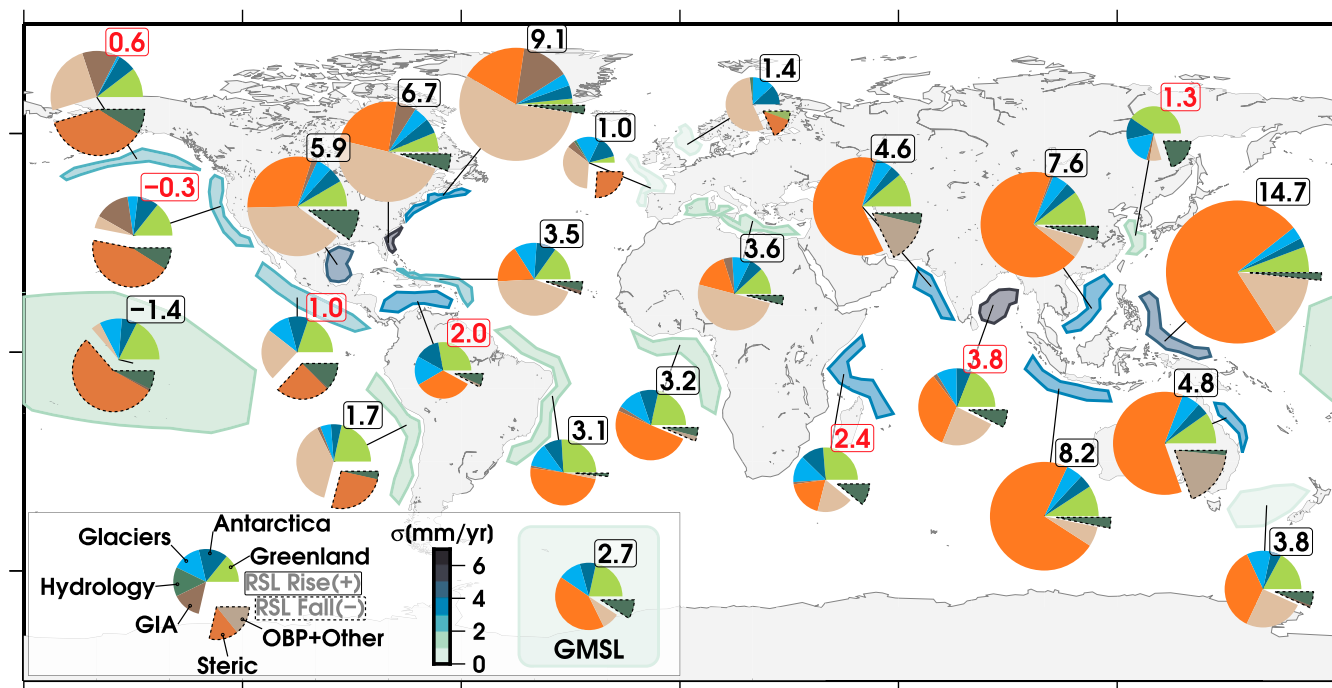 9.1
0.6
1.4
6.7
1.3
1.0
5.9
4.6
7.6
−0.3
14.7
3.5
3.6
−1.4
1.0
2.0
3.8
3.2
4.8
1.7
3.1
2.4
8.2
3.8
Antarctica
σ(mm/yr)
Glaciers
Greenland
6
2.7
Hydrology
RSL Rise(+)
4
RSL Fall(−)
GIA
OBP+Other
2
GMSL
Steric
0